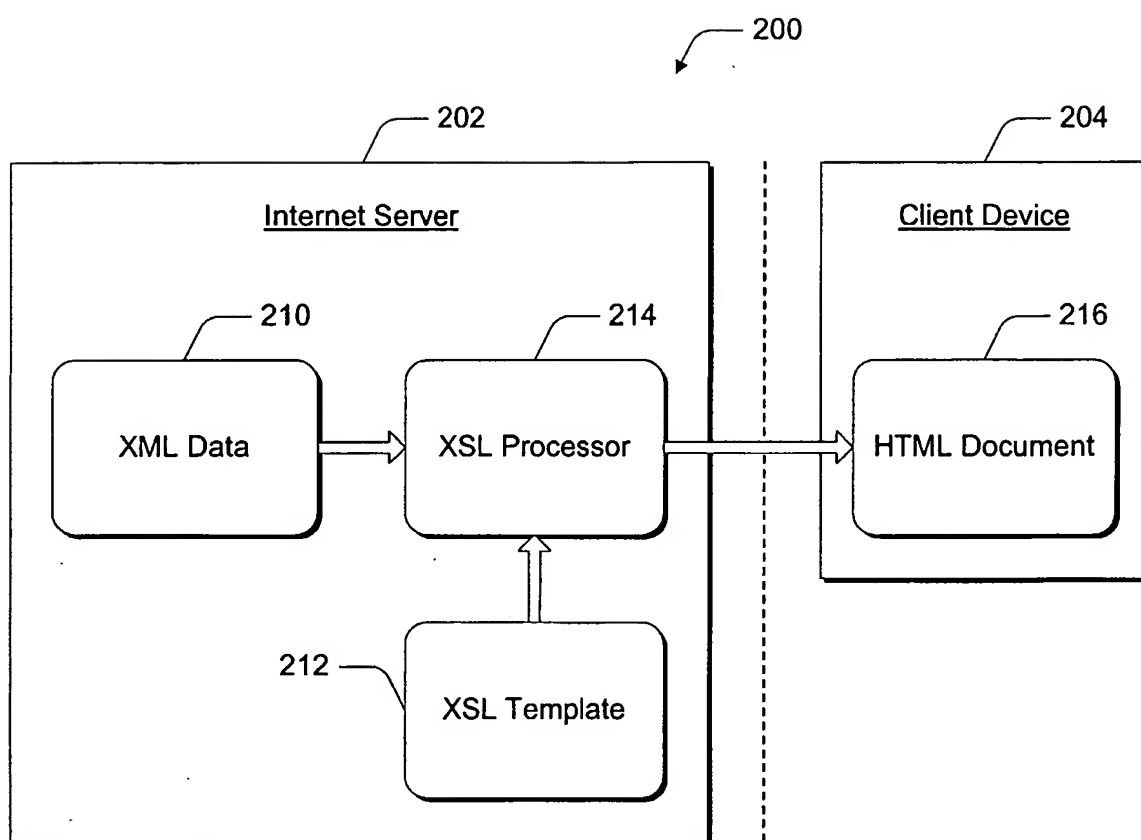 200
202
204
Internet Server
Client Device
210
214
216
XML Data
XSL Processor
HTML Document
212
XSL Template